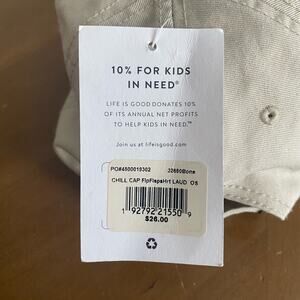 10% FOR KIDS
IN NEED®
LIFE IS GOOD DONATES 10%
OF ITS ANNUAL NET PROFITS
TO HELP KIDS IN NEED.™
Join us at lifeisgood.com
PO#4500019302 32680Bone
CHILL CAP FlpFlapsHrt LAUD OS
1 92792 21550 9
$26.00